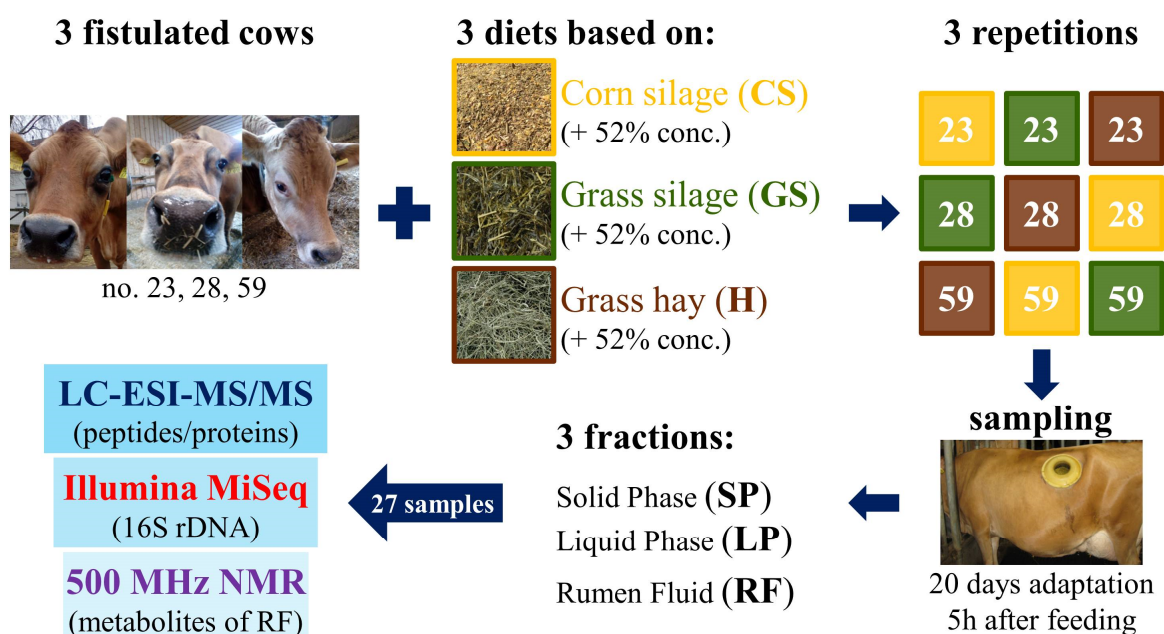 3 fistulated cows
no. 23, 28, 59
3 diets based on:
Corn silage (CS)
(+ 52% conc.)
Grass silage (GS)
(+ 52% conc.)
Grass hay (H)
(+ 52% conc.)
3 repetitions
23 23 23
28 28 28
59 59 59
sampling
20 days adaptation
5h after feeding
3 fractions:
Solid Phase (SP)
Liquid Phase (LP)
Rumen Fluid (RF)
27 samples
LC-ESI-MS/MS
(peptides/proteins)
Illumina MiSeq
(16S rDNA)
500 MHz NMR
(metabolites of RF)